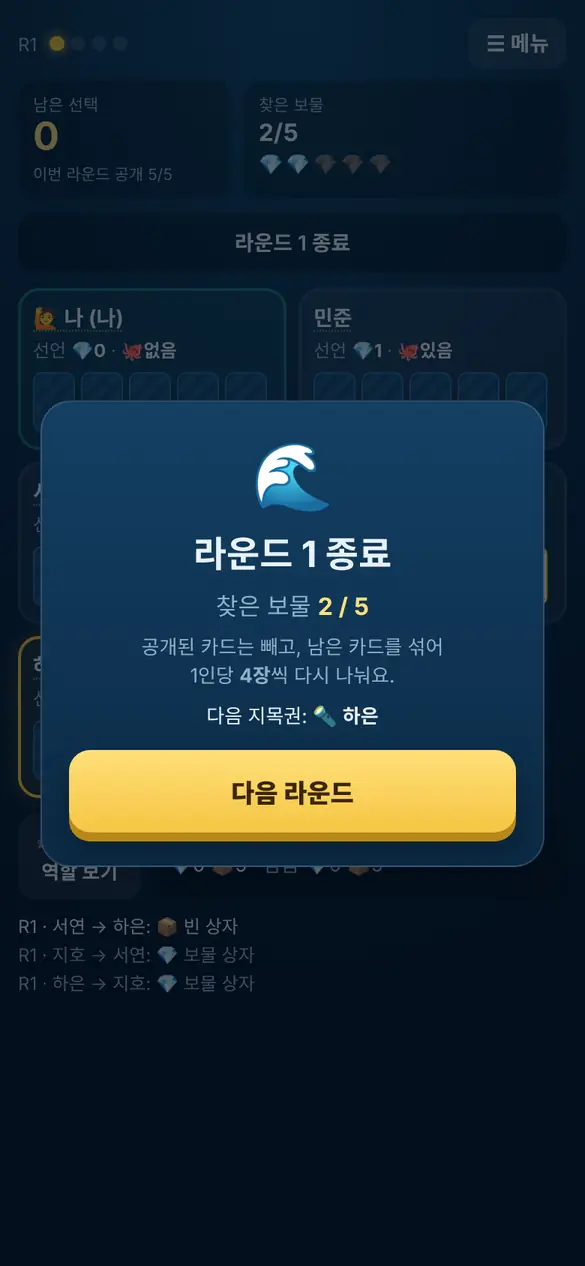 R1
☰ 메뉴
남은 선택
0
이번 라운드 공개 5/5
찾은 보물
2/5
라운드 1 종료
나 (나)
선언 💎0 · 🐙없음
민준
선언 💎1 · 🐙있음
라운드 1 종료
찾은 보물 2 / 5
공개된 카드는 빼고, 남은 카드를 섞어
1인당 4장씩 다시 나눠요.
다음 지목권: 🔦 하은
다음 라운드
역할 보기
R1 · 서연 → 하은: 📦 빈 상자
R1 · 지호 → 서연: 💎 보물 상자
R1 · 하은 → 지호: 💎 보물 상자